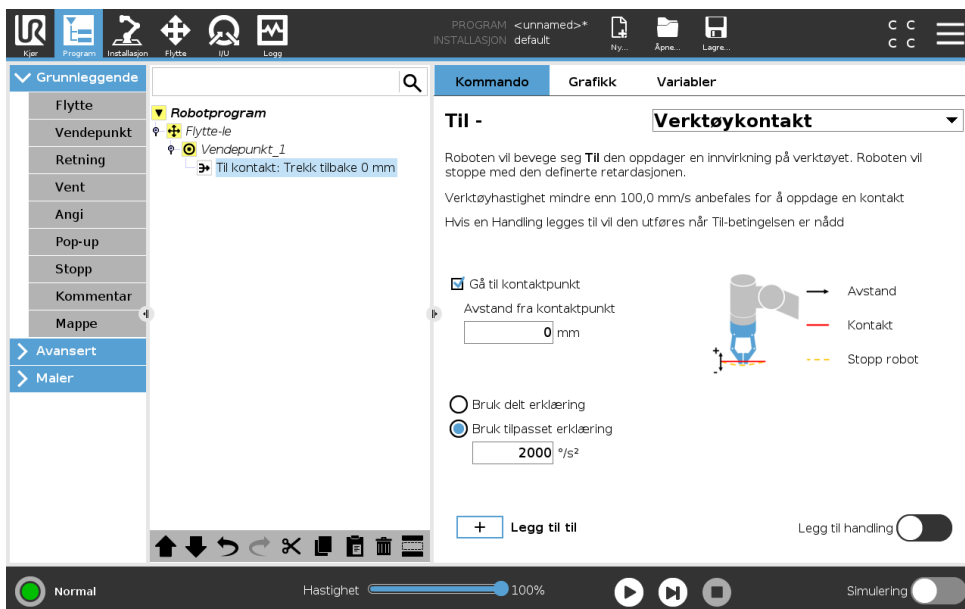 UR
Kjør
Program
Installasjon
Flytte
I/U
Logg
PROGRAM <unnamed>*
INSTALLASJON default
Ny...
Åpne...
Lagre...
C C
C C
Grunnleggende
Flytte
Vendepunkt
Retning
Vent
Angi
Pop-up
Stopp
Kommentar
Mappe
Avansert
Maler
Robotprogram
Flytte-le
Vendepunkt_1
Til kontakt: Trekk tilbake 0 mm
Kommando
Grafikk
Variabler
Til -
Verktøykontakt
Roboten vil bevege seg Til den oppdager en innvirkning på verktøyet. Roboten vil
stoppe med den definerte retardasjonen.
Verktøyhastighet mindre enn 100,0 mm/s anbefales for å oppdage en kontakt
Hvis en Handling legges til vil den utføres når Til-betingelsen er nådd
Gå til kontaktpunkt
Avstand fra kontaktpunkt
0 mm
+
-
Avstand
Kontakt
Stopp robot
Bruk delt erklæring
Bruk tilpasset erklæring
2000 °/s²
+ Legg til til
Legg til handling
Normal
Hastighet
100%
Simulering